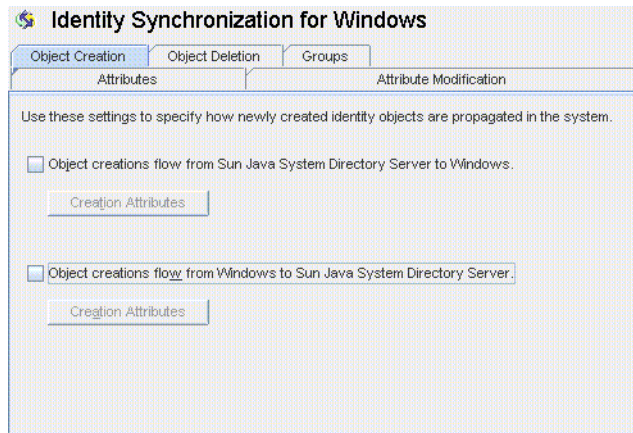 Identity Synchronization for Windows
Object Creation Object Deletion Groups
Attributes Attribute Modification
Use these settings to specify how newly created identity objects are propagated in the system.
Object creations flow from Sun Java System Directory Server to Windows.
Creation Attributes
Object creations flow from Windows to Sun Java System Directory Server.
Creation Attributes